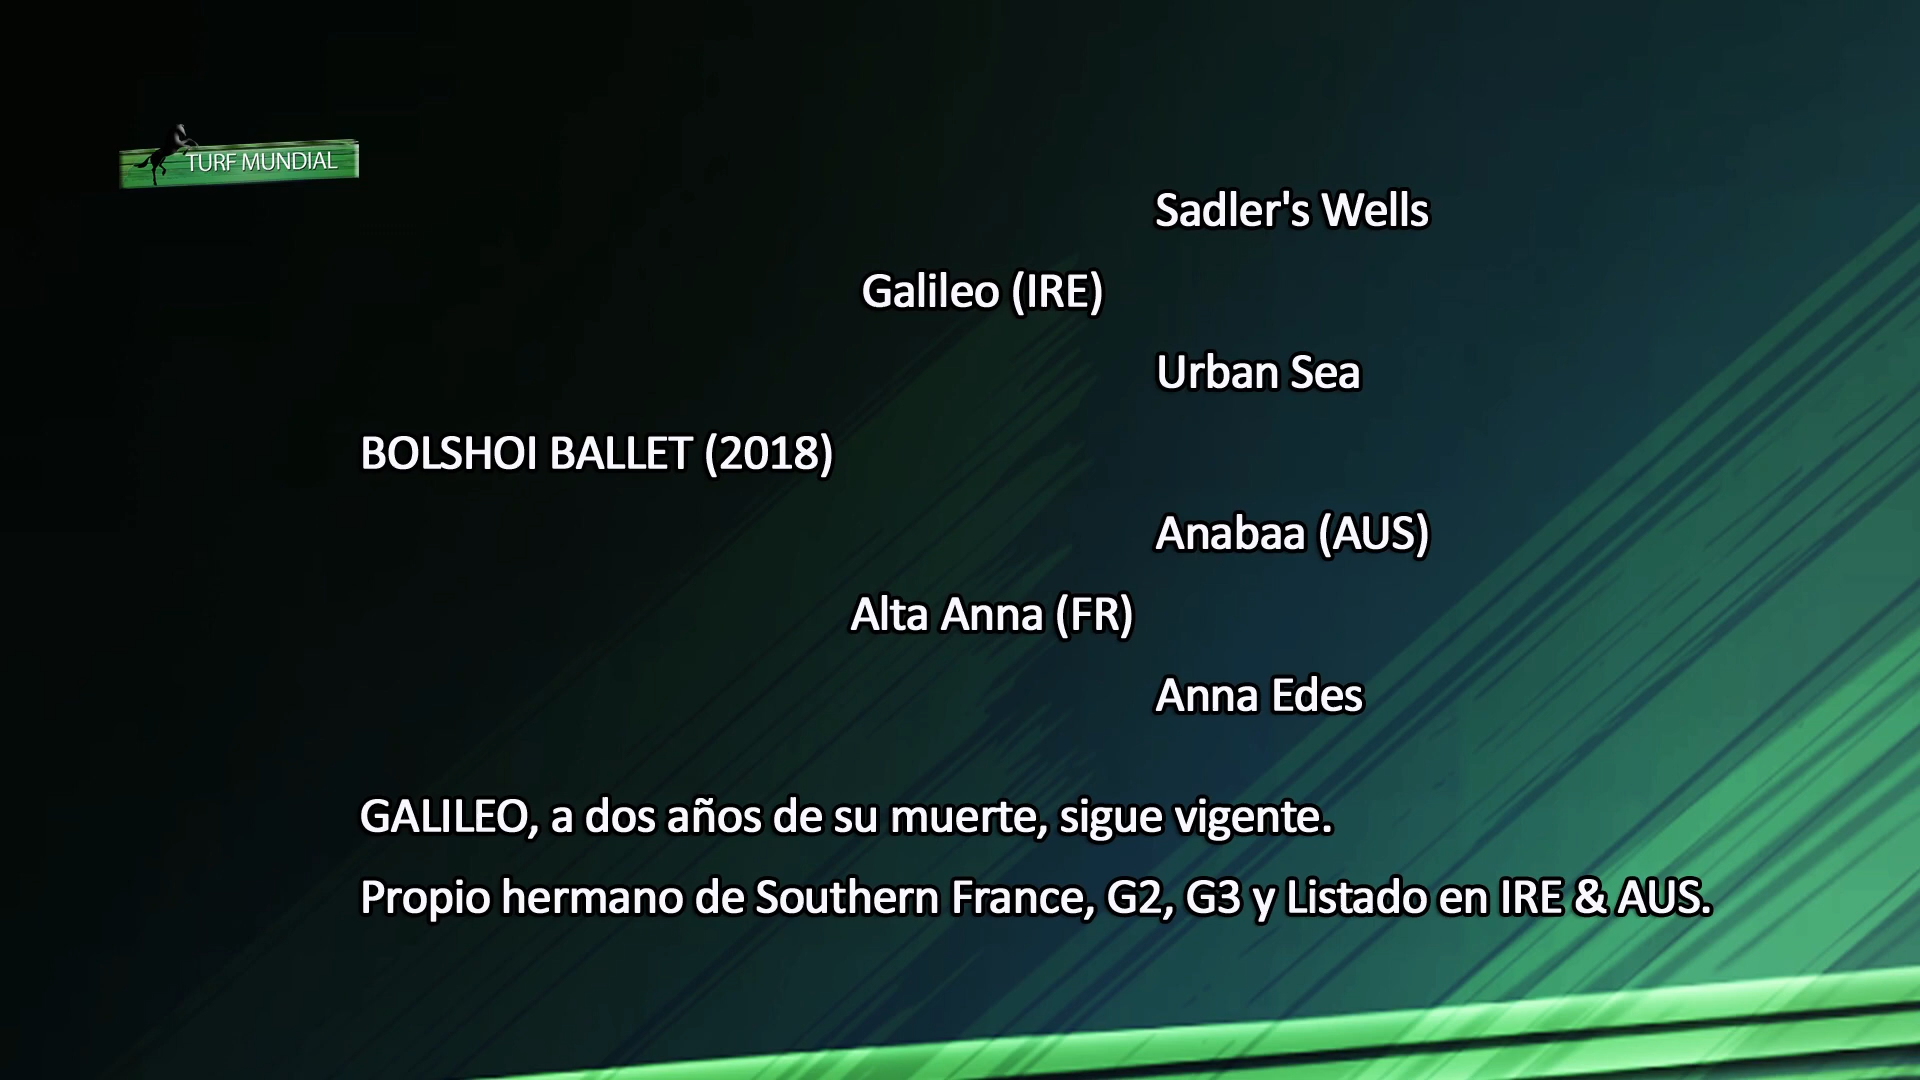 TURF MUNDIAL
Sadler's Wells
Galileo (IRE)
Urban Sea
BOLSHOI BALLET (2018)
Anabaa (AUS)
Alta Anna (FR)
Anna Edes
GALILEO, a dos años de su muerte, sigue vigente.
Propio hermano de Southern France, G2, G3 y Listado en IRE & AUS.